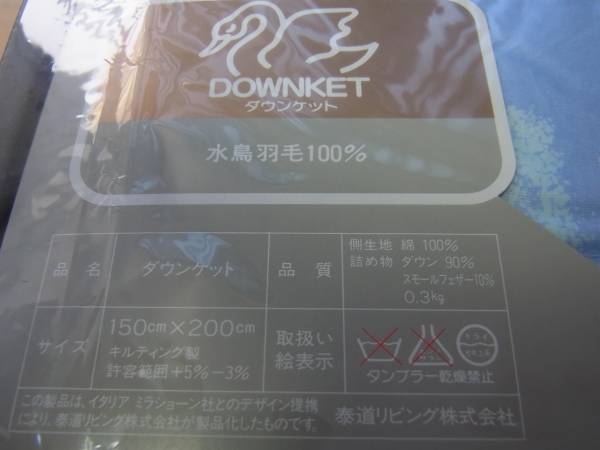 DOWNKET
ダウンケット
水鳥羽毛100%
品 名 ダウンケット 品 質
側生地 綿 100%
詰め物 ダウン 90%
スモールフェザー10%
0.3kg
サイズ
150cm×200cm
キルティング製
許容範囲+5%-3%
取扱い
絵表示
ドライ
タンブラー乾燥禁止
この製品は、イタリア ミラショーン社とのデザイン提携
により、泰道リビング株式会社が製品化したものです。
泰道リビング株式会社